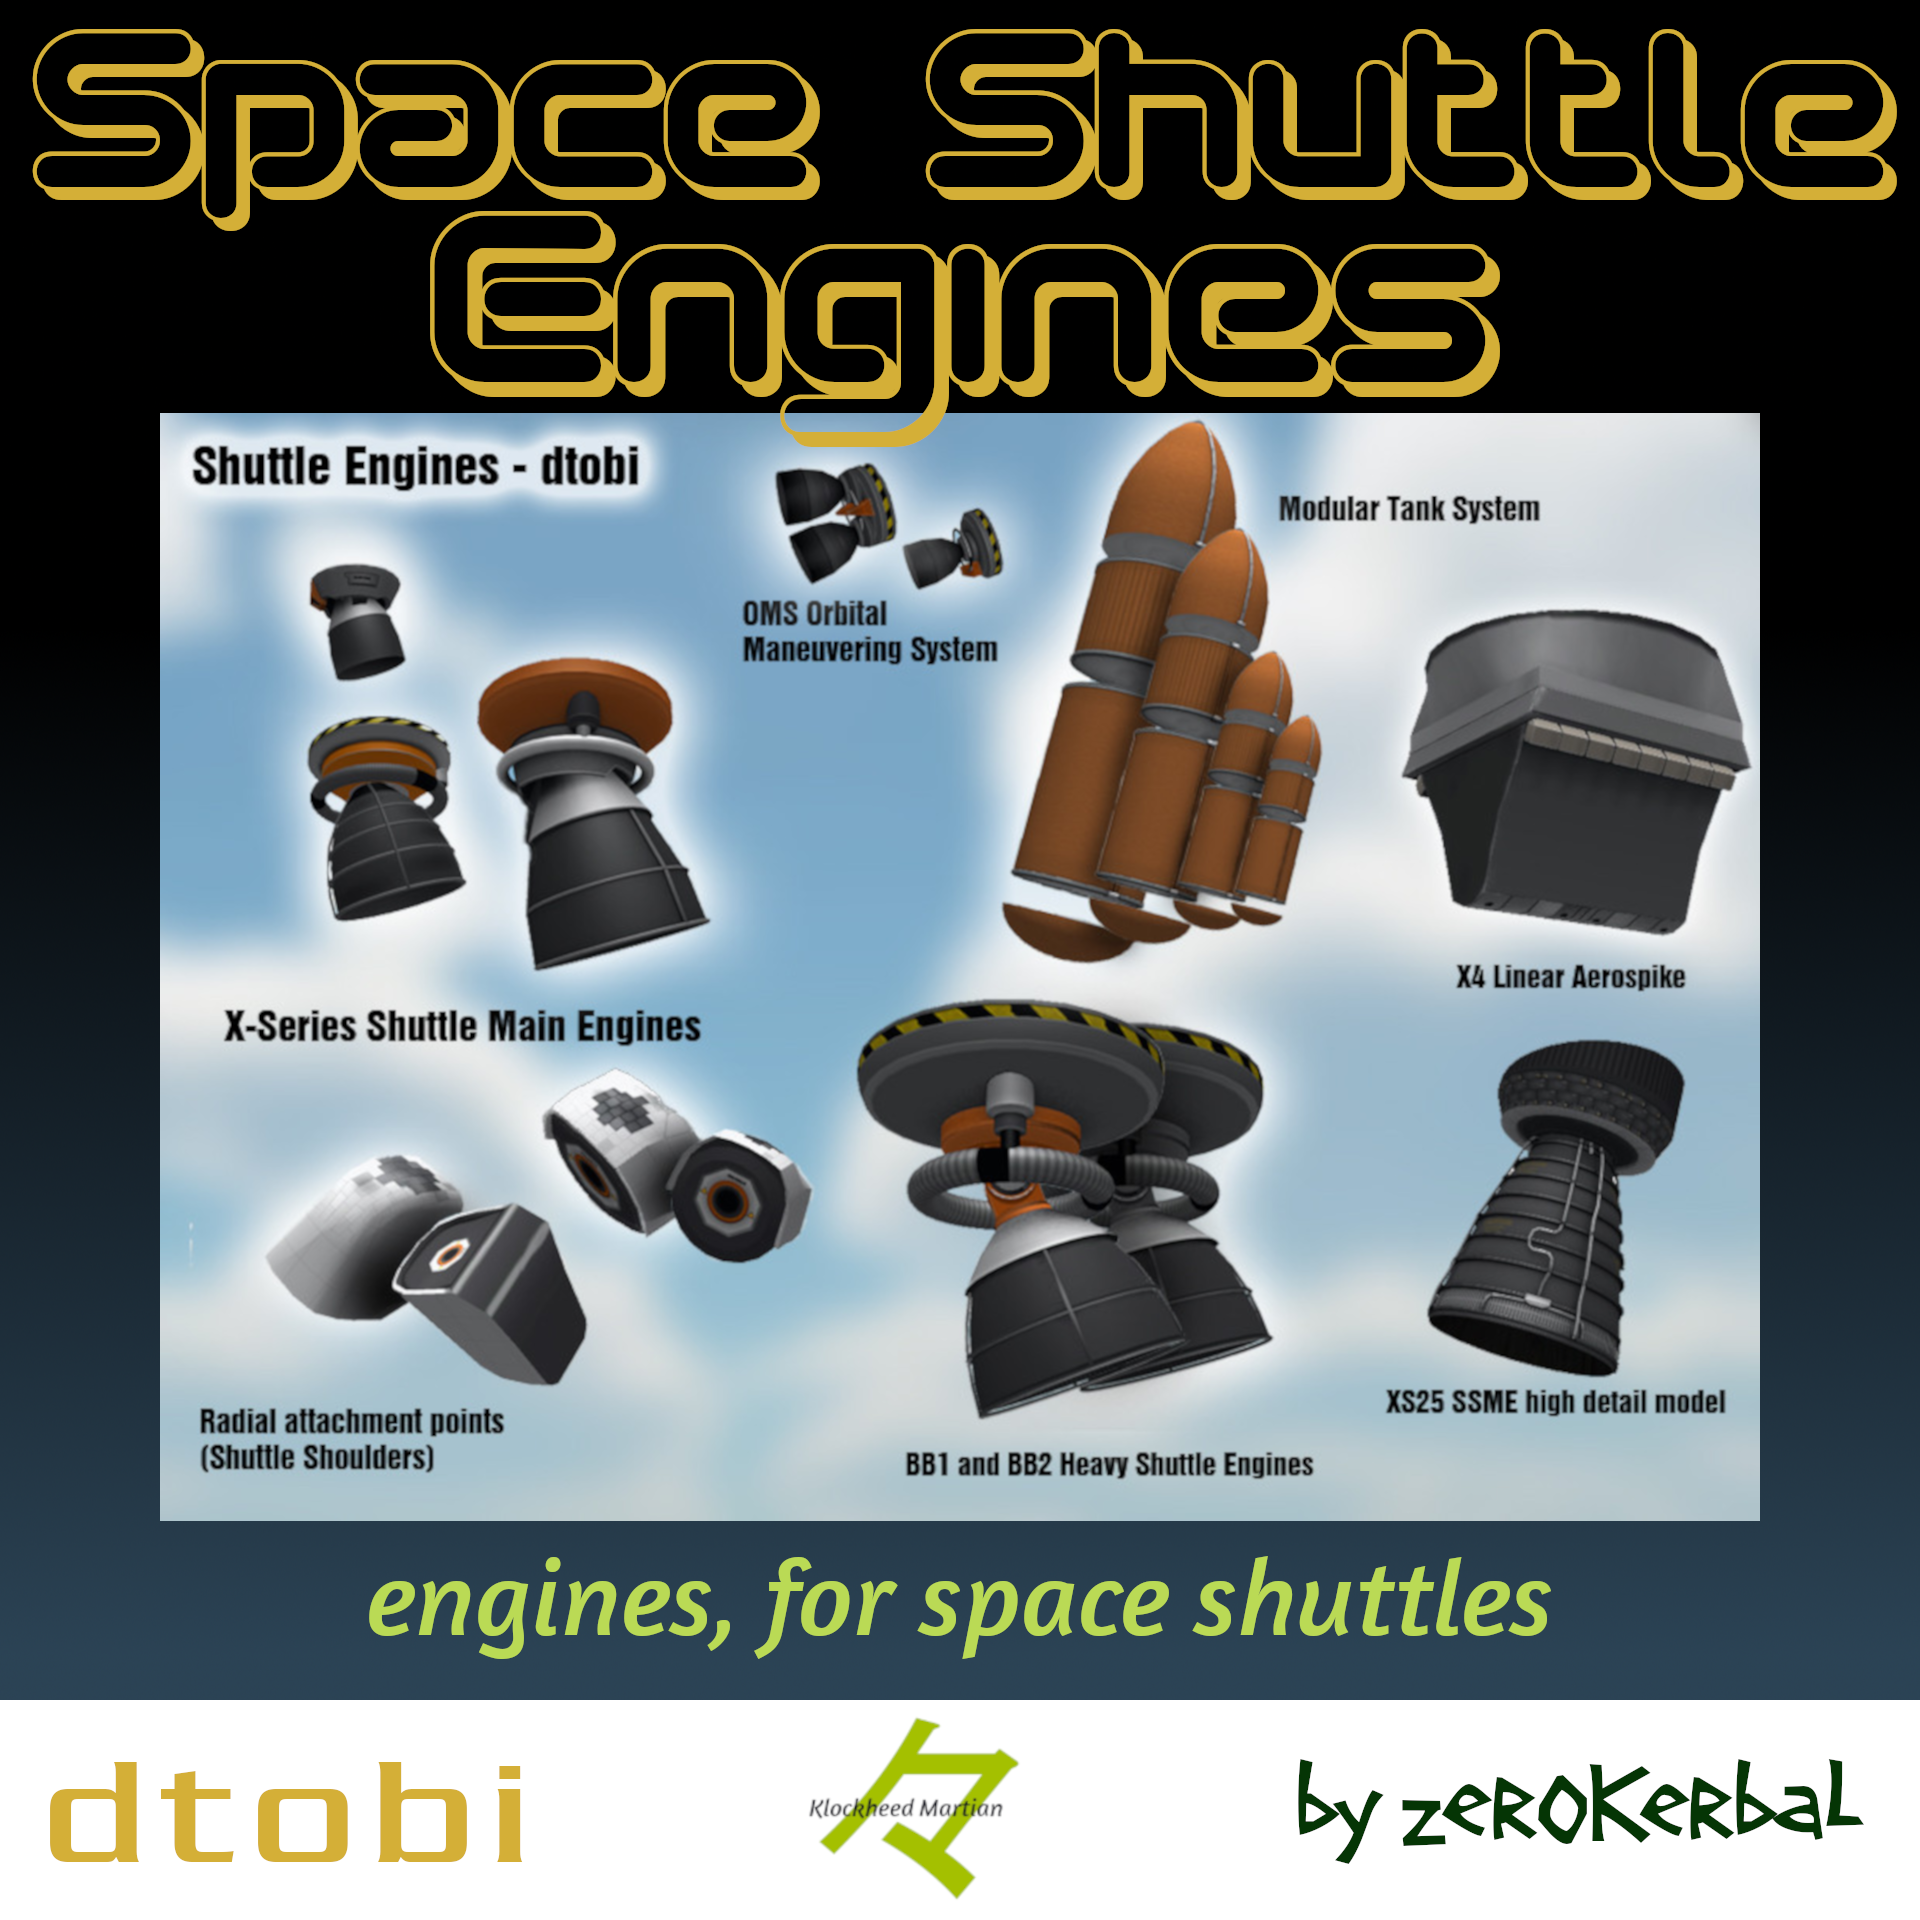 Space Shuttle
Engines
Shuttle Engines - dtobi
Modular Tank System
OMS Orbital
Maneuvering System
X4 Linear Aerospike
X-Series Shuttle Main Engines
XS25 SSME high detail model
Radial attachment points
(Shuttle Shoulders)
BB1 and BB2 Heavy Shuttle Engines
engines, for space shuttles
dtobi
Klockheed Martian
by zeroKerbal